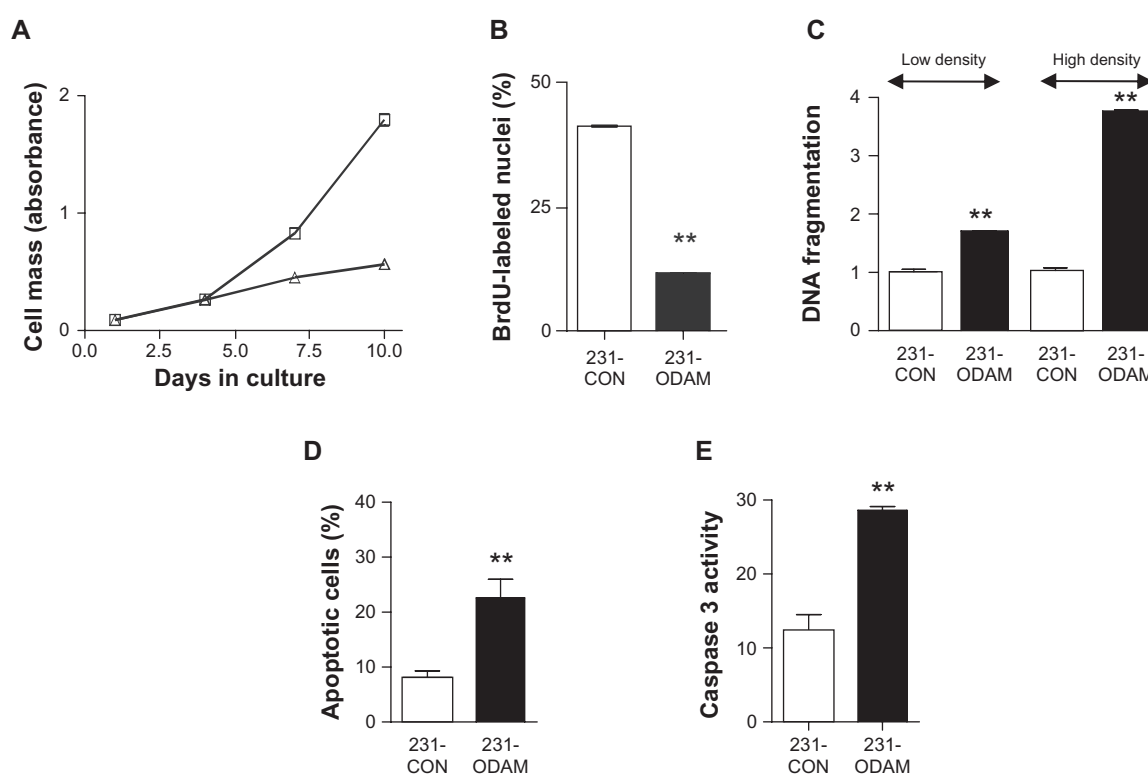 A
Cell mass (absorbance)
2
1
0
0.0 2.5 5.0 7.5 10.0
Days in culture
B
BrdU-labeled nuclei (%)
50
25
0
**
231-
CON
231-
ODAM
C
Low density
High density
DNA fragmentation
4
3
2
1
0
**
**
231-
CON
231-
ODAM
231-
CON
231-
ODAM
D
Apoptotic cells (%)
40
30
20
10
0
**
231-
CON
231-
ODAM
E
Caspase 3 activity
30
20
10
0
**
231-
CON
231-
ODAM